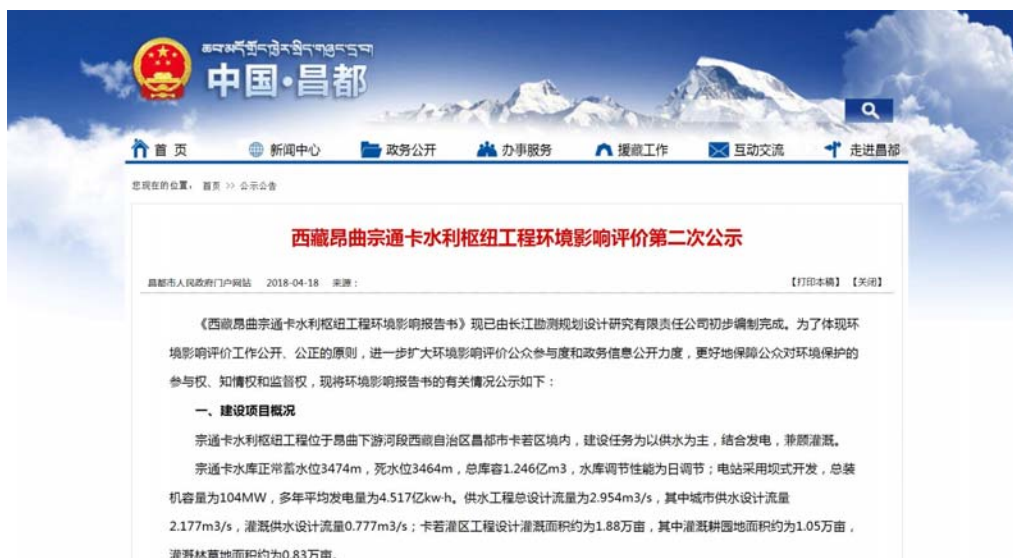 中国·昌都
首 页 新闻中心 政务公开 办事服务 援藏工作 互动交流 走进昌都
您现在的位置： 首页 >> 公示公告
西藏昂曲宗通卡水利枢纽工程环境影响评价第二次公示
昌都市人民政府门户网站 2018-04-18 来源： 【打印本稿】 【关闭】
《西藏昂曲宗通卡水利枢纽工程环境影响报告书》现已由长江勘测规划设计研究有限责任公司初步编制完成。为了体现环
境影响评价工作公开、公正的原则，进一步扩大环境影响评价公众参与度和政务信息公开力度，更好地保障公众对环境保护的
参与权、知情权和监督权，现将环境影响报告书的有关情况公示如下：
一、建设项目概况
宗通卡水利枢纽工程位于昂曲下游河段西藏自治区昌都市卡若区境内，建设任务为以供水为主，结合发电，兼顾灌溉。
宗通卡水库正常蓄水位3474m，死水位3464m，总库容1.246亿m3，水库调节性能为日调节；电站采用坝式开发，总装
机容量为104MW，多年平均发电量为4.517亿kw·h。供水工程总设计流量为2.954m3/s，其中城市供水设计流量
2.177m3/s，灌溉供水设计流量0.777m3/s；卡若灌区工程设计灌溉面积约为1.88万亩，其中灌溉耕园地面积约为1.05万亩，
灌溉林草地面积约为0.83万亩。